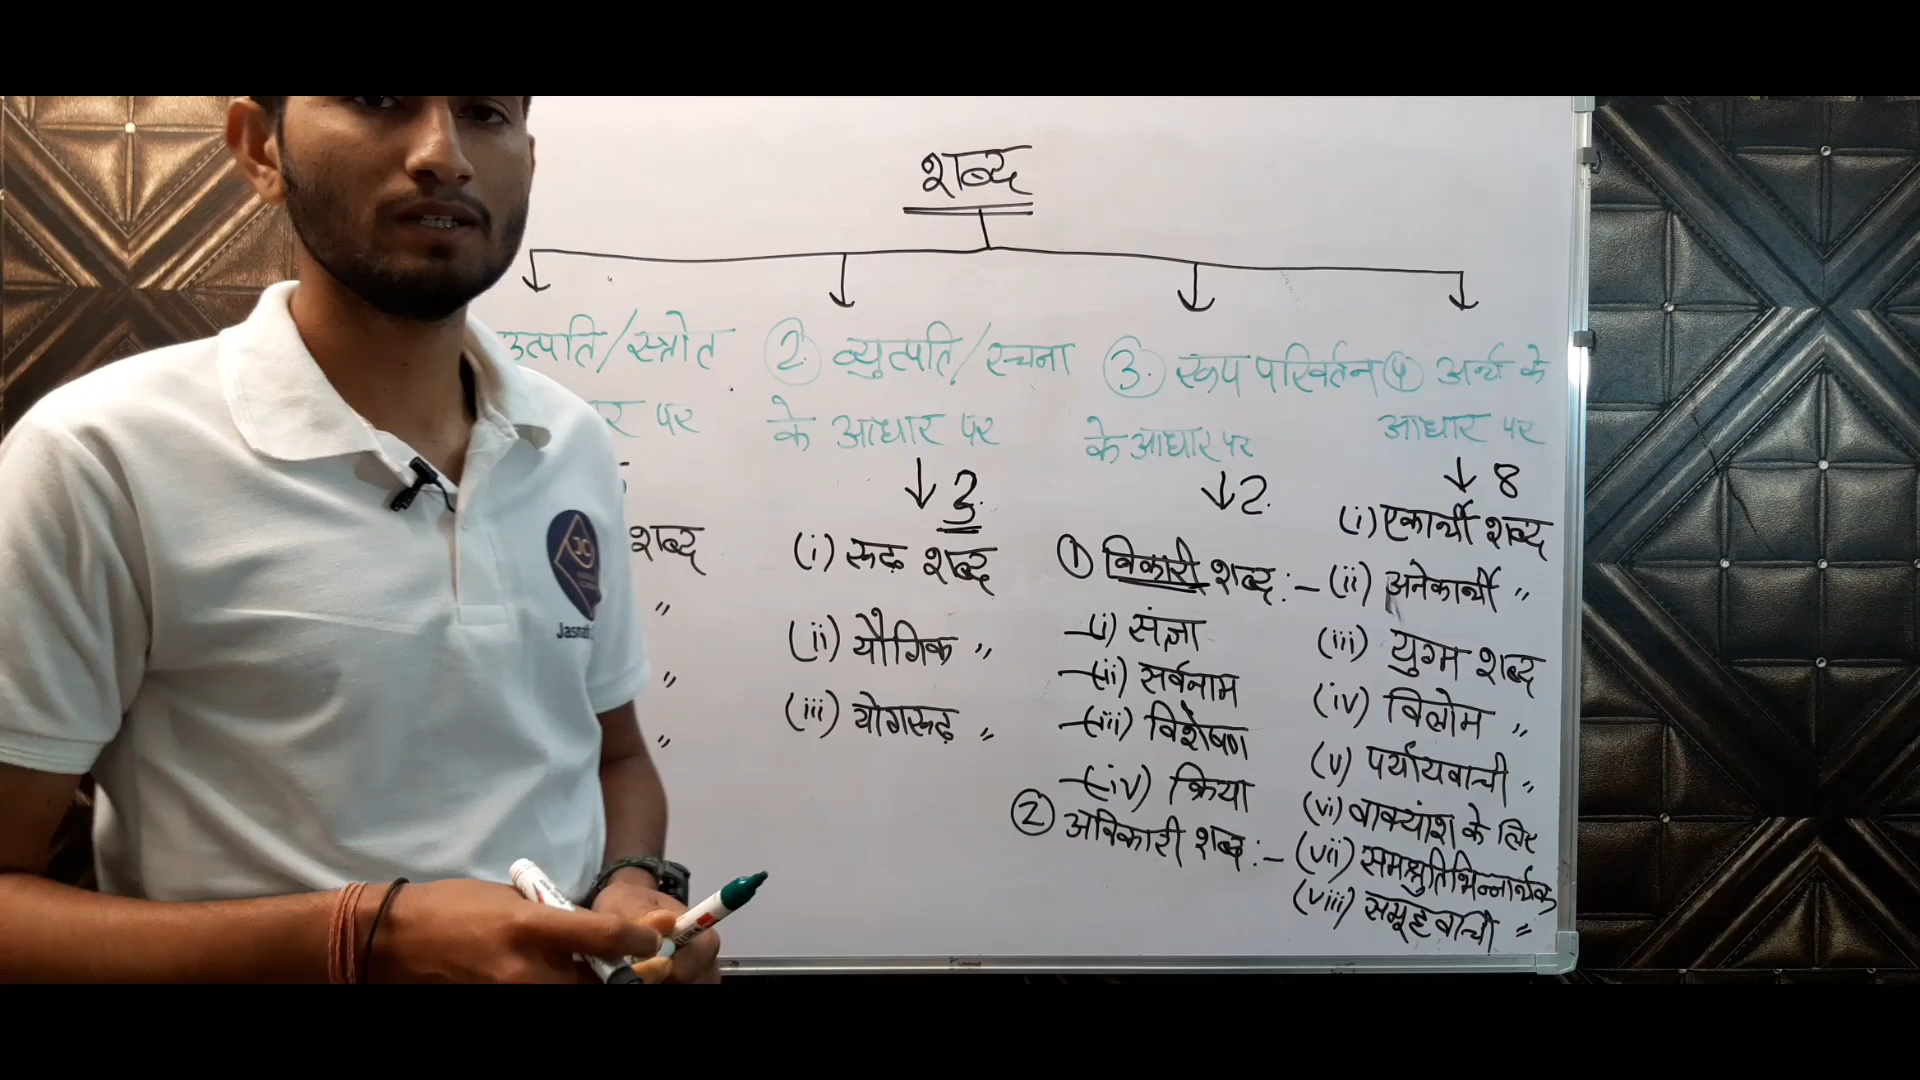 शब्द
उत्पति/स्त्रोत
पर
शब्द
"
"
"
② व्युत्पति/रचना
के आधार पर
↓ 3
(i) रूढ़ शब्द
(ii) यौगिक "
(iii) योगरूढ़ "
③ रूप परिवर्तन
के आधार पर
↓ 2
① विकारी शब्द :-
(i) संज्ञा
(ii) सर्वनाम
(iii) विशेषण
(iv) क्रिया
② अविकारी शब्द :-
④ अर्थ के
आधार पर
↓ 8
(i) एकार्थी शब्द
(ii) अनेकार्थी "
(iii) युग्म शब्द
(iv) विलोम "
(v) पर्यायवाची "
(vi) वाक्यांश के लिए
(vii) समश्रुतिभिन्नार्थक
(viii) समूहवाची "
JC